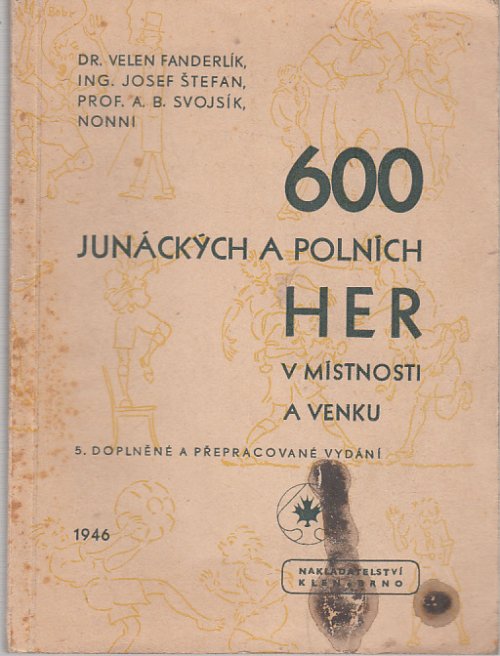 DR. VELEN FANDERLÍK,
ING. JOSEF ŠTEFAN,
PROF. A. B. SVOJSÍK,
NONNI
600
JUNÁCKÝCH A POLNÍCH
HER
V MÍSTNOSTI
A VENKU
5. DOPLNĚNÉ A PŘEPRACOVANÉ VYDÁNÍ
1946
NAKLADATELSTVÍ
KLEN BRNO